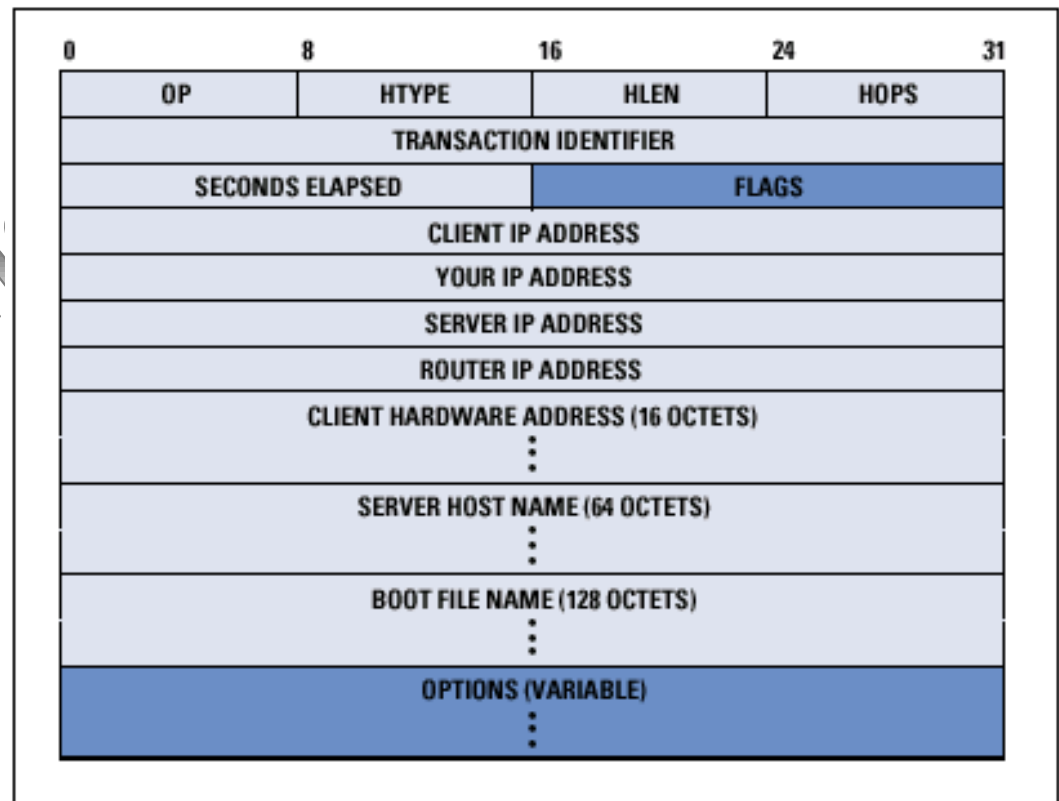 0 8 16 24 31
OP HTYPE HLEN HOPS
TRANSACTION IDENTIFIER
SECONDS ELAPSED FLAGS
CLIENT IP ADDRESS
YOUR IP ADDRESS
SERVER IP ADDRESS
ROUTER IP ADDRESS
CLIENT HARDWARE ADDRESS (16 OCTETS)
SERVER HOST NAME (64 OCTETS)
BOOT FILE NAME (128 OCTETS)
OPTIONS (VARIABLE)